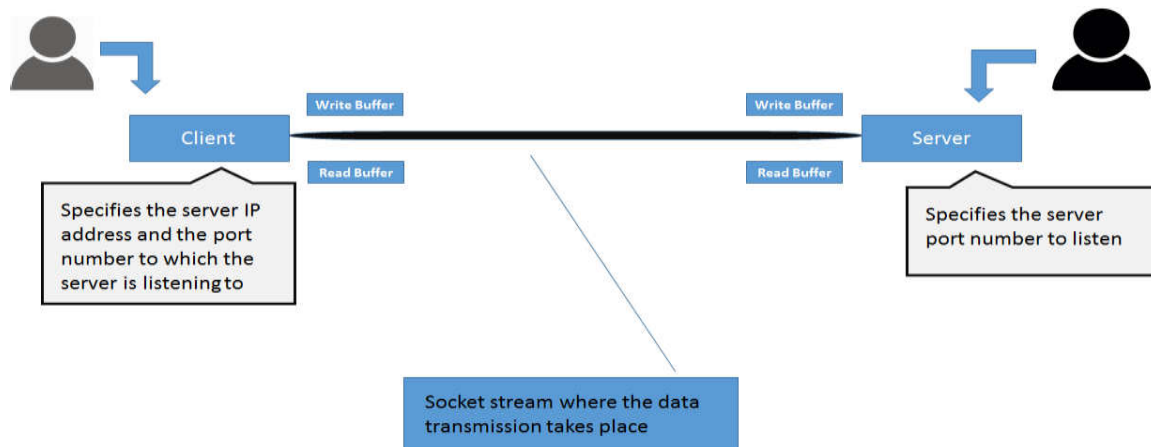 Write Buffer
Write Buffer
Client
Server
Read Buffer
Read Buffer
Specifies the server IP
address and the port
number to which the
server is listening to
Specifies the server
port number to listen
Socket stream where the data
transmission takes place